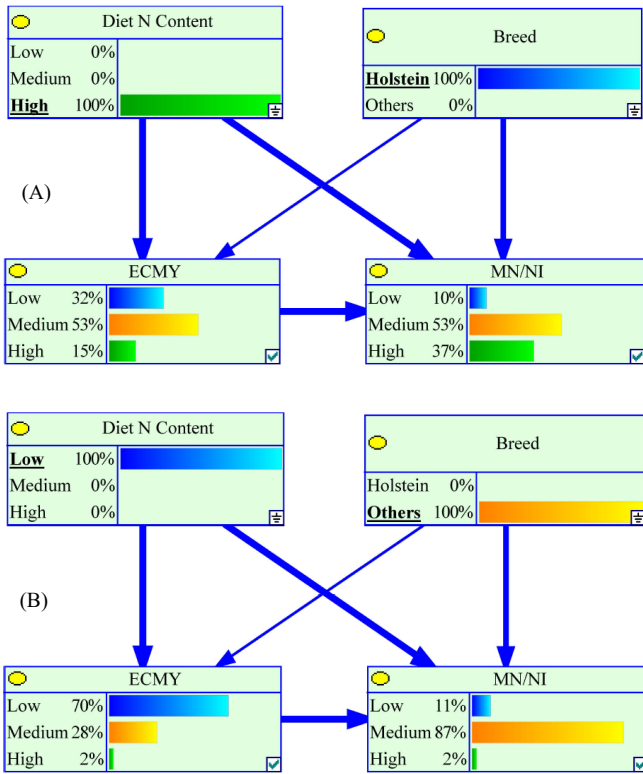 Diet N Content
Low 0%
Medium 0%
High 100%
Breed
Holstein 100%
Others 0%
(A)
ECMY
Low 32%
Medium 53%
High 15%
MN/NI
Low 10%
Medium 53%
High 37%
Diet N Content
Low 100%
Medium 0%
High 0%
Breed
Holstein 0%
Others 100%
(B)
ECMY
Low 70%
Medium 28%
High 2%
MN/NI
Low 11%
Medium 87%
High 2%